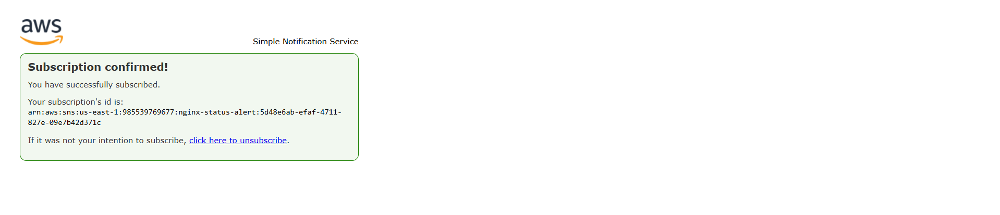 aws
Simple Notification Service
Subscription confirmed!
You have successfully subscribed.
Your subscription's id is:
arn:aws:sns:us-east-1:985539769677:nginx-status-alert:5d48e6ab-efaf-4711-
827e-09e7b42d371c
If it was not your intention to subscribe, click here to unsubscribe.